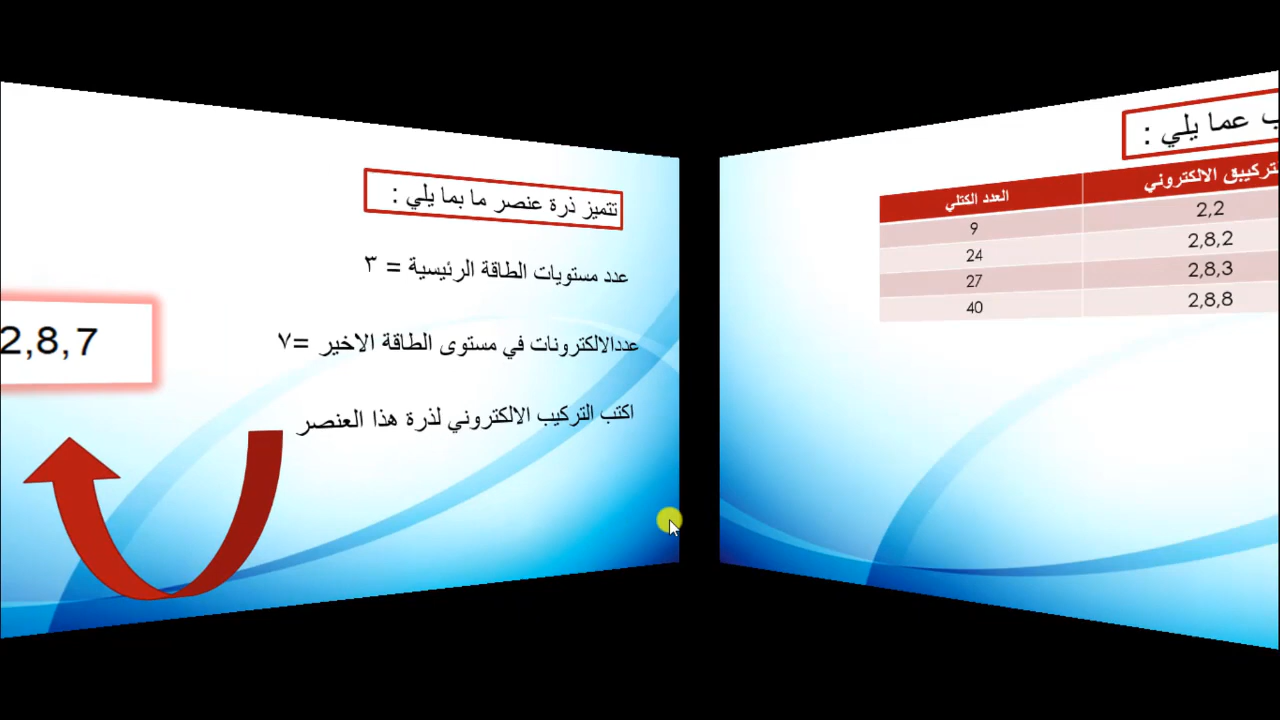 تتميز ذرة عنصر ما بما يلي :
عدد مستويات الطاقة الرئيسية = ٣
عددالالكترونات في مستوى الطاقة الاخير =٧
اكتب التركيب الالكتروني لذرة هذا العنصر
2,8,7
عما يلي :
الالكتروني العدد الكتلي
2,2 9
2,8,2 24
2,8,3 27
2,8,8 40